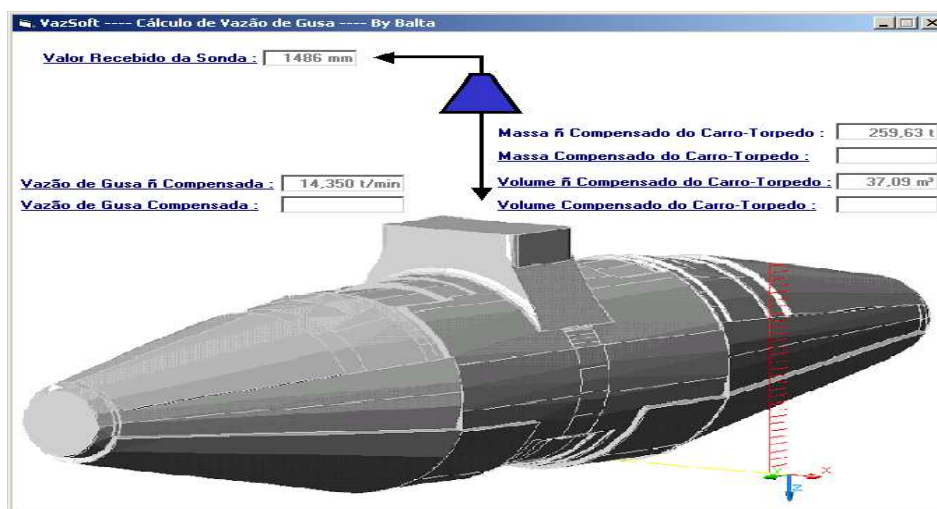 VazSoft ---- Cálculo de Vazão de Gusa ---- By Balta
Valor Recebido da Sonda : 1486 mm
Massa ñ Compensado do Carro-Torpedo : 259,63 t
Massa Compensado do Carro-Torpedo :
Vazão de Gusa ñ Compensada : 14,350 t/min
Volume ñ Compensado do Carro-Torpedo : 37,09 m³
Vazão de Gusa Compensada :
Volume Compensado do Carro-Torpedo :
X
Z